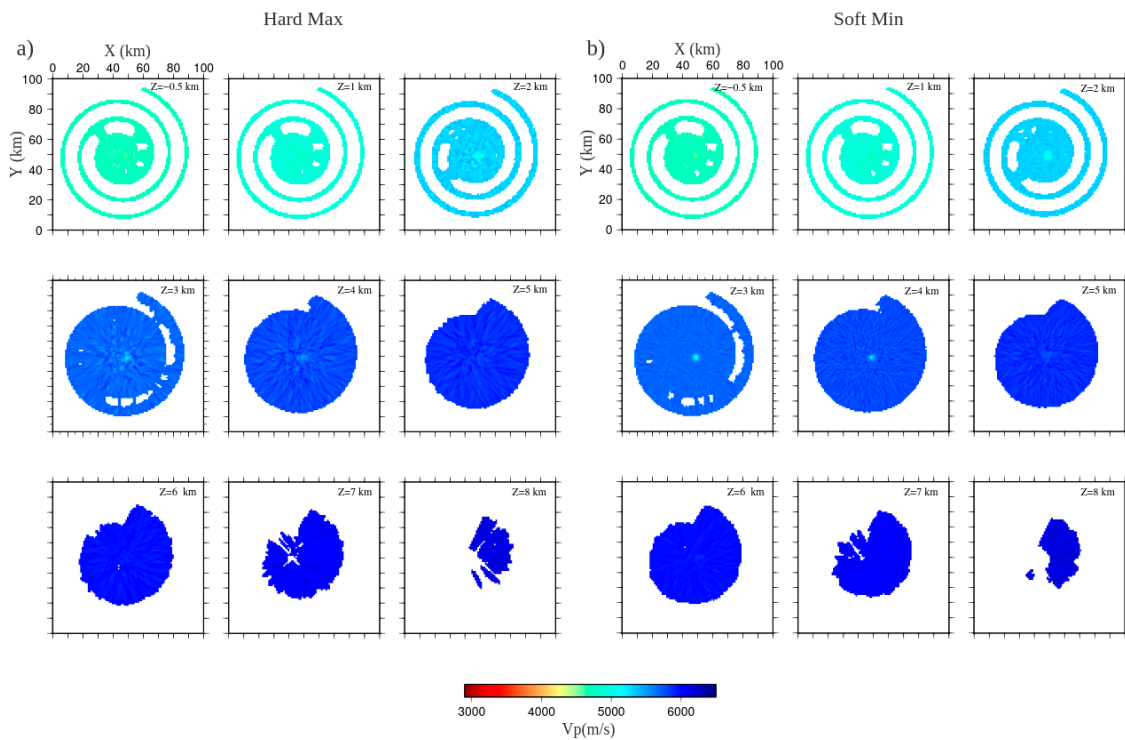 Hard Max
Soft Min
a)
X (km)
b)
X (km)
0 20 40 60 80 100
0 20 40 60 80 100
100
80
60
40
20
0
Y (km)
Z=−0.5 km
Z=1 km
Z=2 km
100
80
60
40
20
0
Y (km)
Z=−0.5 km
Z=1 km
Z=2 km
Z=3 km
Z=4 km
Z=5 km
Z=3 km
Z=4 km
Z=5 km
Z=6 km
Z=7 km
Z=8 km
Z=6 km
Z=7 km
Z=8 km
3000 4000 5000 6000
Vp(m/s)